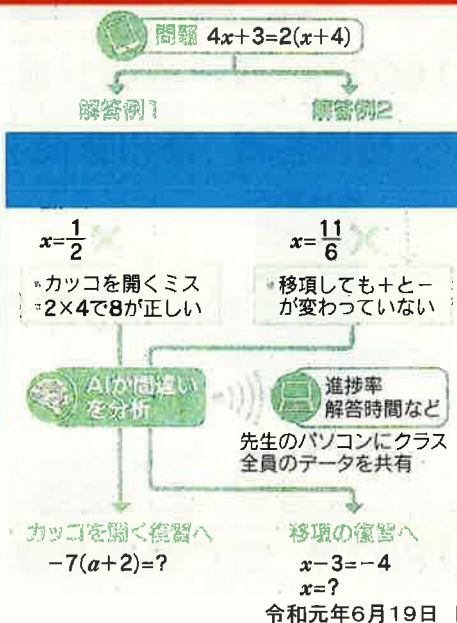 問題 4x+3=2(x+4)
解答例1 解答例2
x=1/2 x=11/6
カッコを開くミス
2×4で8が正しい
移項しても+と−
が変わっていない
AIが間違い
を分析
進捗率
解答時間など
先生のパソコンにクラス
全員のデータを共有
カッコを開く復習へ
−7(a+2)=?
移項の復習へ
x−3=−4
x=?
令和元年6月19日